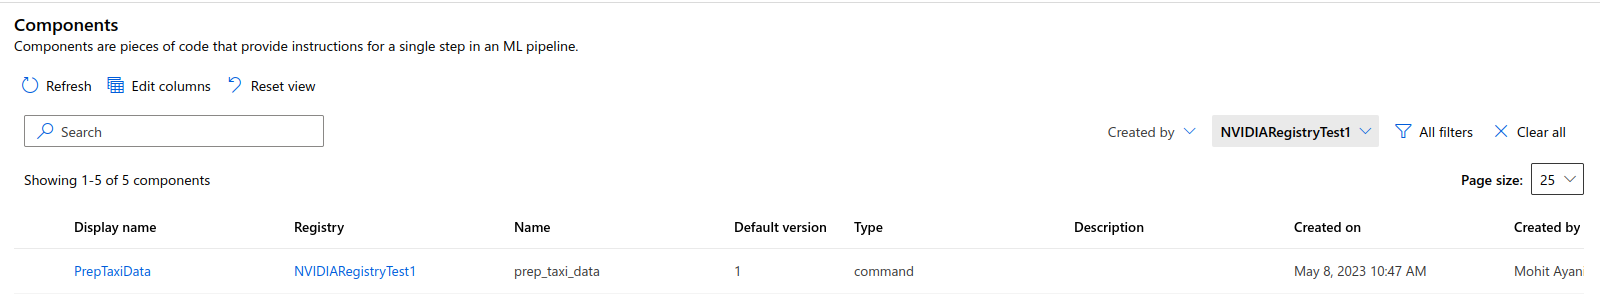 Components
Components are pieces of code that provide instructions for a single step in an ML pipeline.
Refresh Edit columns Reset view
Search Created by NVIDIARegistryTest1 All filters Clear all
Showing 1-5 of 5 components Page size: 25
Display name Registry Name Default version Type Description Created on Created by
PrepTaxiData NVIDIARegistryTest1 prep_taxi_data 1 command May 8, 2023 10:47 AM Mohit Ayani